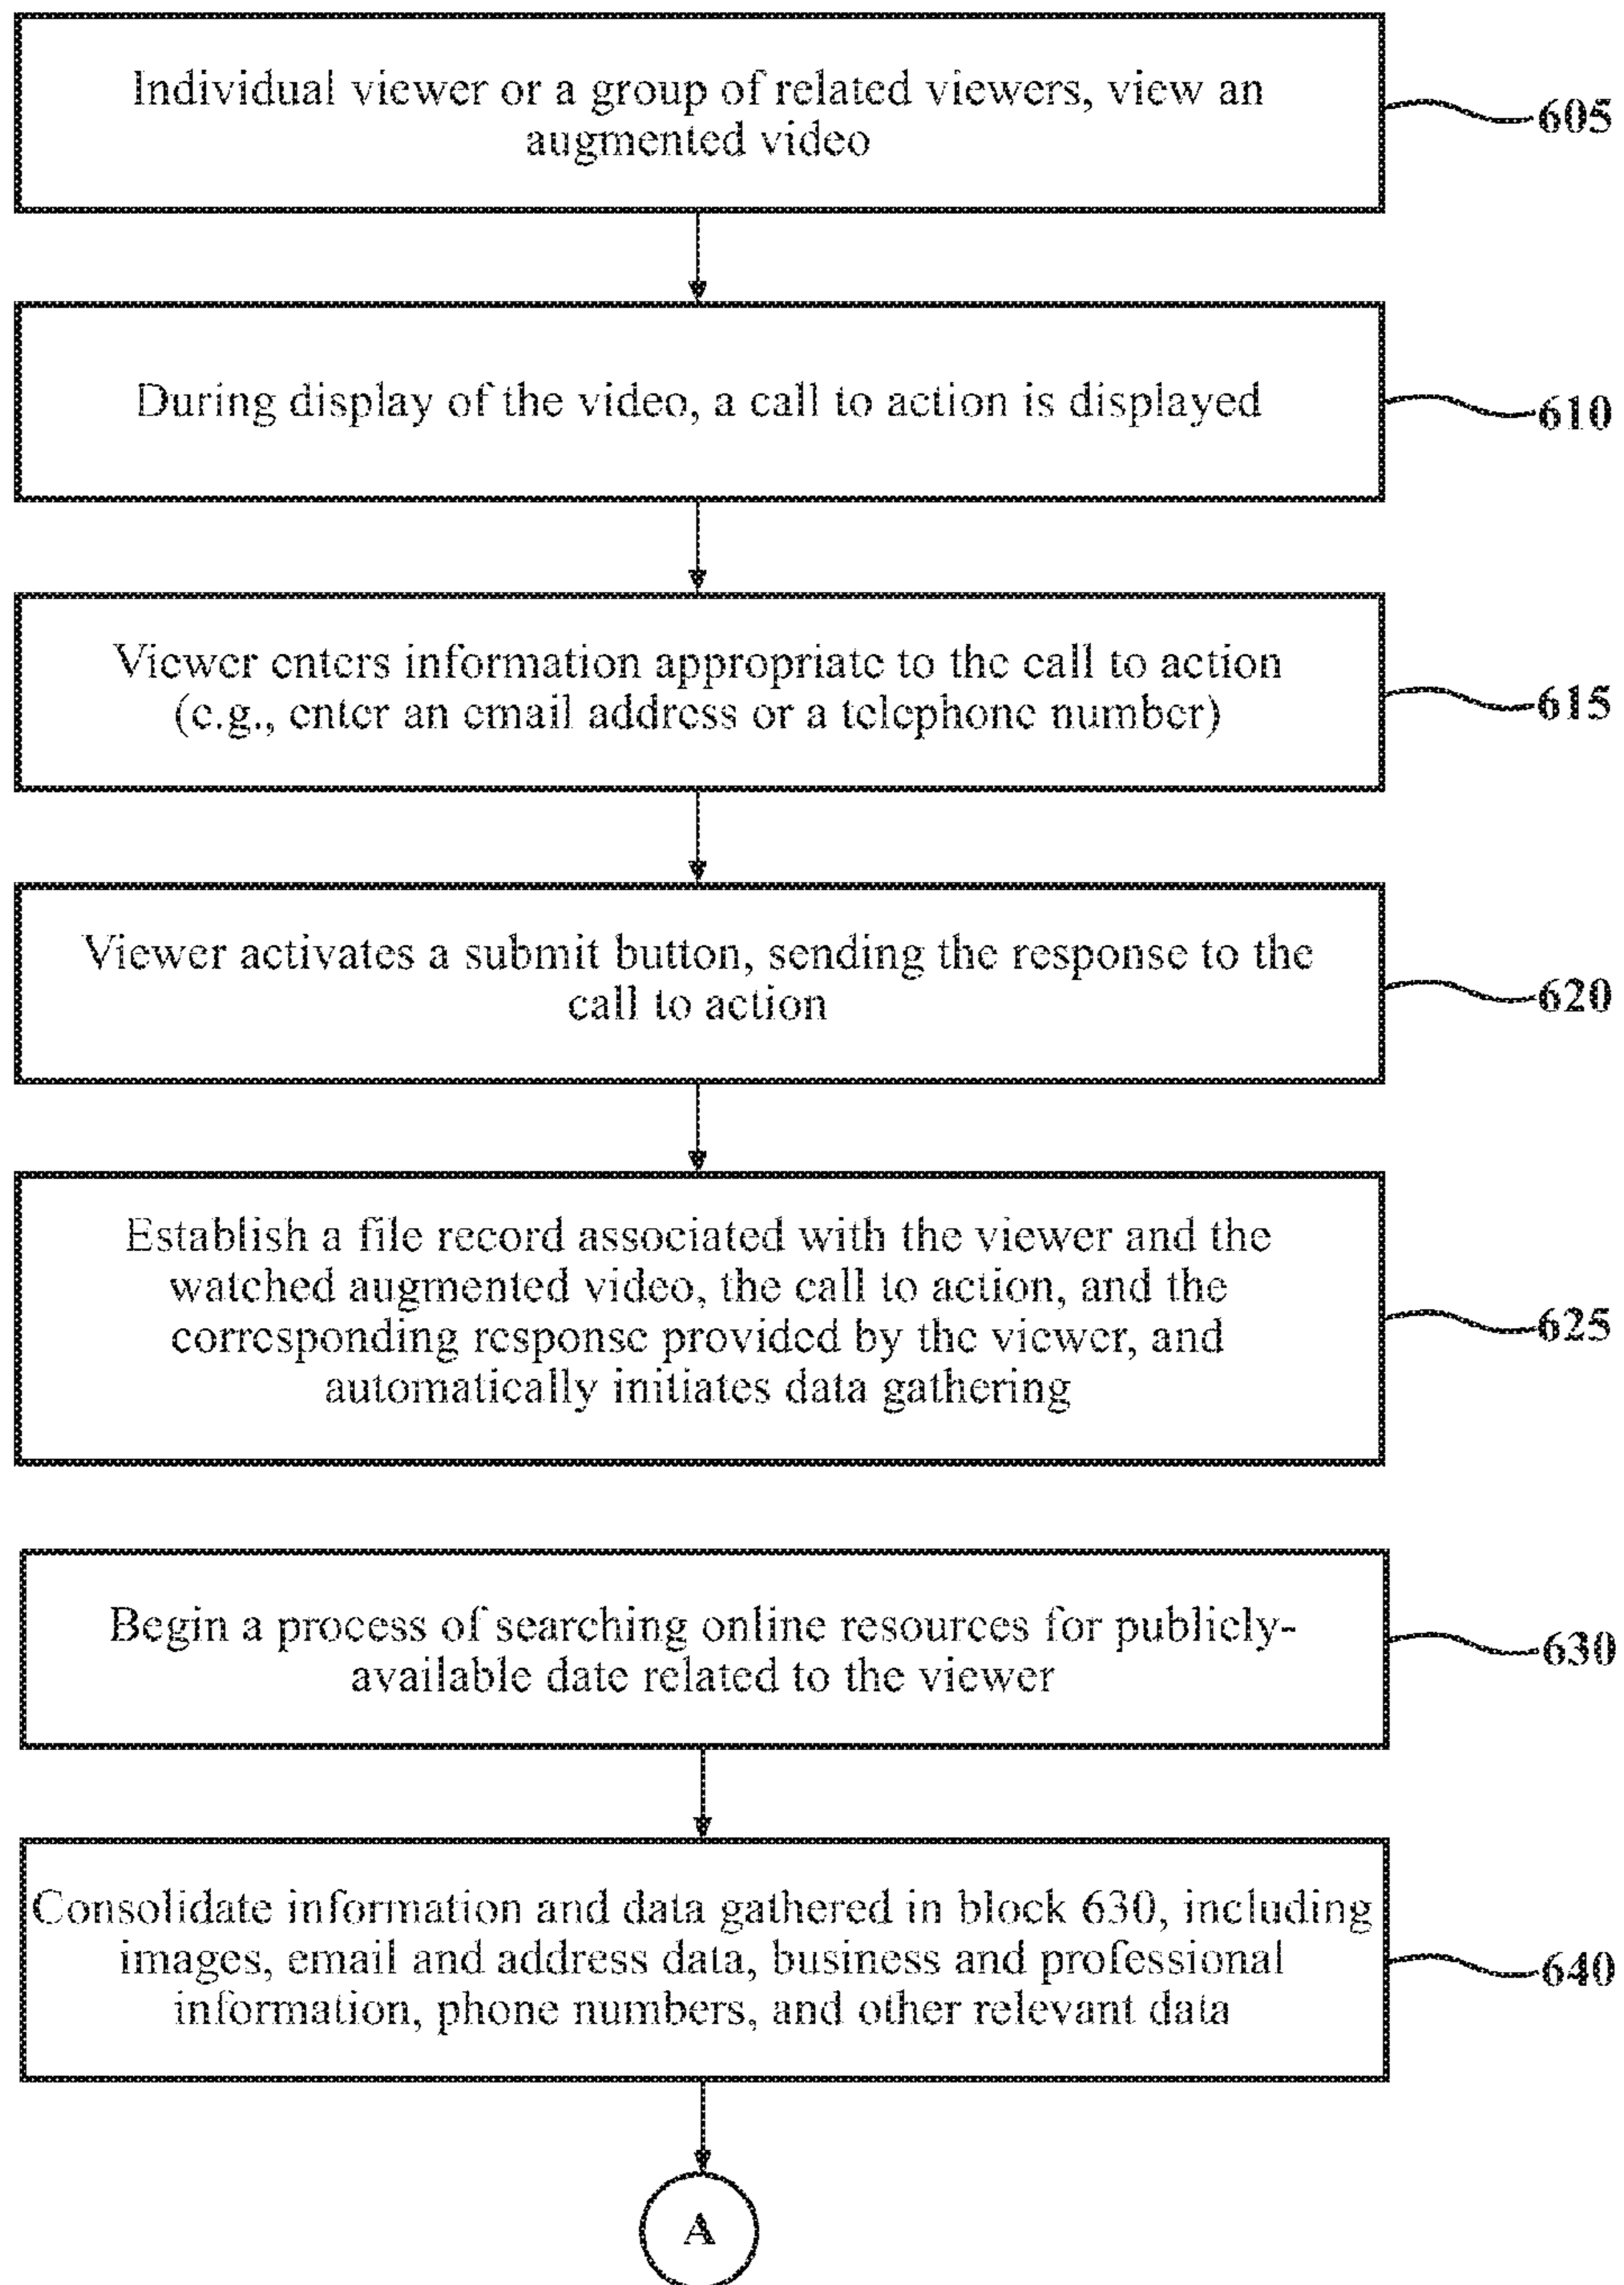 Individual viewer or a group of related viewers, view an
augmented video
605
During display of the video, a call to action is displayed
610
Viewer enters information appropriate to the call to action
(e.g., enter an email address or a telephone number)
615
Viewer activates a submit button, sending the response to the
call to action
620
Establish a file record associated with the viewer and the
watched augmented video, the call to action, and the
corresponding response provided by the viewer, and
automatically initiates data gathering
625
Begin a process of searching online resources for publicly-
available date related to the viewer
630
Consolidate information and data gathered in block 630, including
images, email and address data, business and professional
information, phone numbers, and other relevant data
640
A